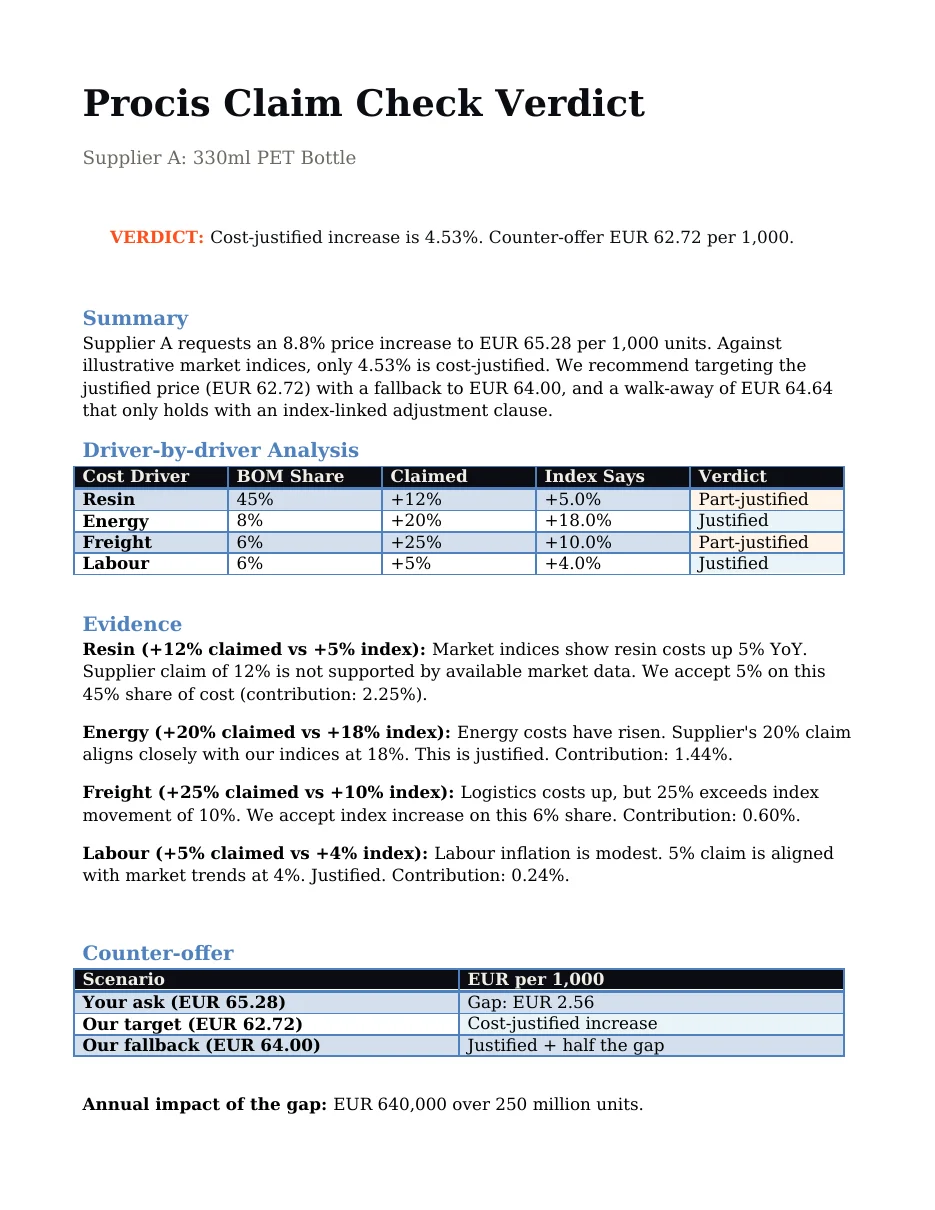 Procis Claim Check Verdict
Supplier A: 330ml PET Bottle
VERDICT: Cost-justified increase is 4.53%. Counter-offer EUR 62.72 per 1,000.
Summary
Supplier A requests an 8.8% price increase to EUR 65.28 per 1,000 units. Against
illustrative market indices, only 4.53% is cost-justified. We recommend targeting the
justified price (EUR 62.72) with a fallback to EUR 64.00, and a walk-away of EUR 64.64
that only holds with an index-linked adjustment clause.
Driver-by-driver Analysis
Cost Driver BOM Share Claimed Index Says Verdict
Resin 45% +12% +5.0% Part-justified
Energy 8% +20% +18.0% Justified
Freight 6% +25% +10.0% Part-justified
Labour 6% +5% +4.0% Justified
Evidence
Resin (+12% claimed vs +5% index): Market indices show resin costs up 5% YoY.
Supplier claim of 12% is not supported by available market data. We accept 5% on this
45% share of cost (contribution: 2.25%).
Energy (+20% claimed vs +18% index): Energy costs have risen. Supplier's 20% claim
aligns closely with our indices at 18%. This is justified. Contribution: 1.44%.
Freight (+25% claimed vs +10% index): Logistics costs up, but 25% exceeds index
movement of 10%. We accept index increase on this 6% share. Contribution: 0.60%.
Labour (+5% claimed vs +4% index): Labour inflation is modest. 5% claim is aligned
with market trends at 4%. Justified. Contribution: 0.24%.
Counter-offer
Scenario EUR per 1,000
Your ask (EUR 65.28) Gap: EUR 2.56
Our target (EUR 62.72) Cost-justified increase
Our fallback (EUR 64.00) Justified + half the gap
Annual impact of the gap: EUR 640,000 over 250 million units.